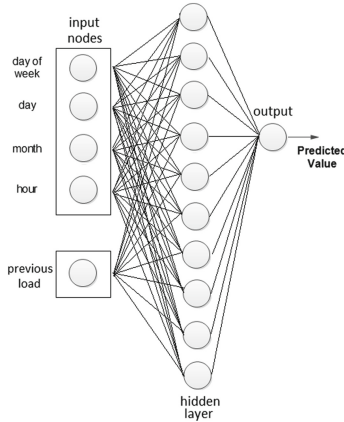 input
nodes
day of
week
day
month
hour
previous
load
output
Predicted
Value
hidden
layer